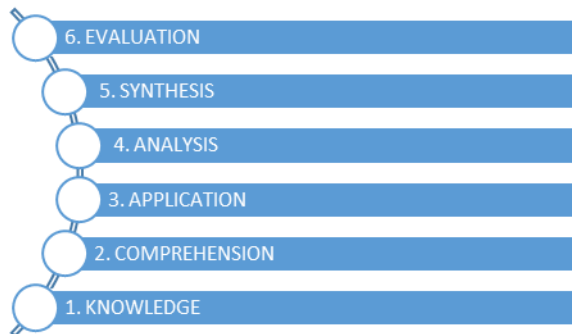 6. EVALUATION
5. SYNTHESIS
4. ANALYSIS
3. APPLICATION
2. COMPREHENSION
1. KNOWLEDGE